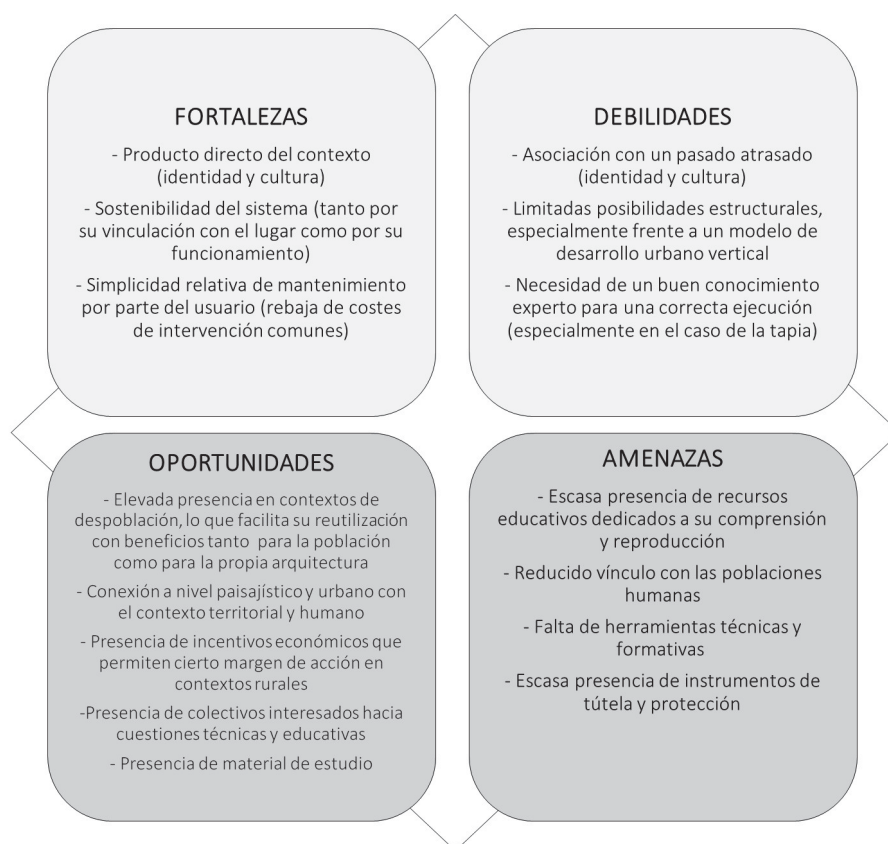 FORTALEZAS
- Producto directo del contexto
(identidad y cultura)
- Sostenibilidad del sistema (tanto por
su vinculación con el lugar como por su
funcionamiento)
- Simplicidad relativa de mantenimiento
por parte del usuario (rebaja de costes
de intervención comunes)
DEBILIDADES
- Asociación con un pasado atrasado
(identidad y cultura)
- Limitadas posibilidades estructurales,
especialmente frente a un modelo de
desarrollo urbano vertical
- Necesidad de un buen conocimiento
experto para una correcta ejecución
(especialmente en el caso de la tapia)
OPORTUNIDADES
- Elevada presencia en contextos de
despoblación, lo que facilita su reutilización
con beneficios tanto para la población
como para la propia arquitectura
- Conexión a nivel paisajístico y urbano con
el contexto territorial y humano
- Presencia de incentivos económicos que
permiten cierto margen de acción en
contextos rurales
-Presencia de colectivos interesados hacia
cuestiones técnicas y educativas
- Presencia de material de estudio
AMENAZAS
- Escasa presencia de recursos
educativos dedicados a su comprensión
y reproducción
- Reducido vínculo con las poblaciones
humanas
- Falta de herramientas técnicas y
formativas
- Escasa presencia de instrumentos de
tútela y protección